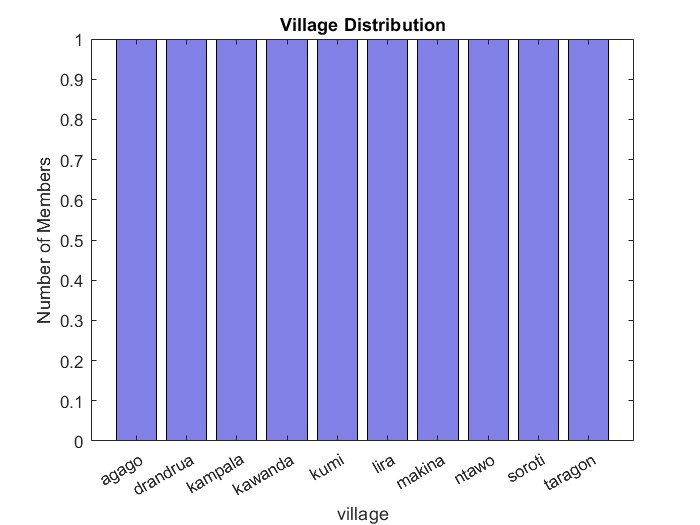 Village Distribution
Number of Members
1
0.9
0.8
0.7
0.6
0.5
0.4
0.3
0.2
0.1
0
agago
drandrua
kampala
kawanda
kumi
lira
makina
ntawo
soroti
taragon
village